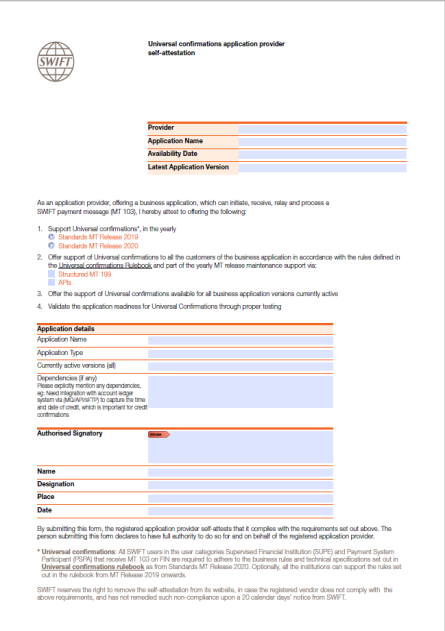 SWIFT
Universal confirmations application provider
self-attestation
Provider
Application Name
Availability Date
Latest Application Version
As an application provider, offering a business application, which can initiate, receive, relay and process a
SWIFT payment message (MT 103), I hereby attest to offering the following:
1. Support Universal confirmations*, in the yearly
Standards MT Release 2019
Standards MT Release 2020
2. Offer support of Universal confirmations to all the customers of the business application in accordance with the rules defined in
the Universal confirmations Rulebook and part of the yearly MT release maintenance support via:
Structured MT 199
APIs
3. Offer the support of Universal confirmations available for all business application versions currently active
4. Validate the application readiness for Universal Confirmations through proper testing
Application details
Application Name
Application Type
Currently active versions (all)
Dependencies (if any)
Please explicitly mention any dependencies,
eg: Need integration with account ledger
system via (MQ/API/SFTP) to capture the time
and date of credit, which is important for credit
confirmations
Authorised Signatory
Name
Designation
Place
Date
By submitting this form, the registered application provider self-attests that it complies with the requirements set out above. The
person submitting this form declares to have full authority to do so for and on behalf of the registered application provider.
* Universal confirmations: All SWIFT users in the user categories Supervised Financial Institution (SUPE) and Payment System
Participant (PSPA) that receive MT 103 on FIN are required to adhere to the business rules and technical specifications set out in
Universal confirmations rulebook as from Standards MT Release 2020. Optionally, all the institutions can support the rules set
out in the rulebook from MT Release 2019 onwards.
SWIFT reserves the right to remove the self-attestation from its website, in case the registered vendor does not comply with the
above requirements, and has not remedied such non-compliance upon a 20 calendar days' notice from SWIFT.